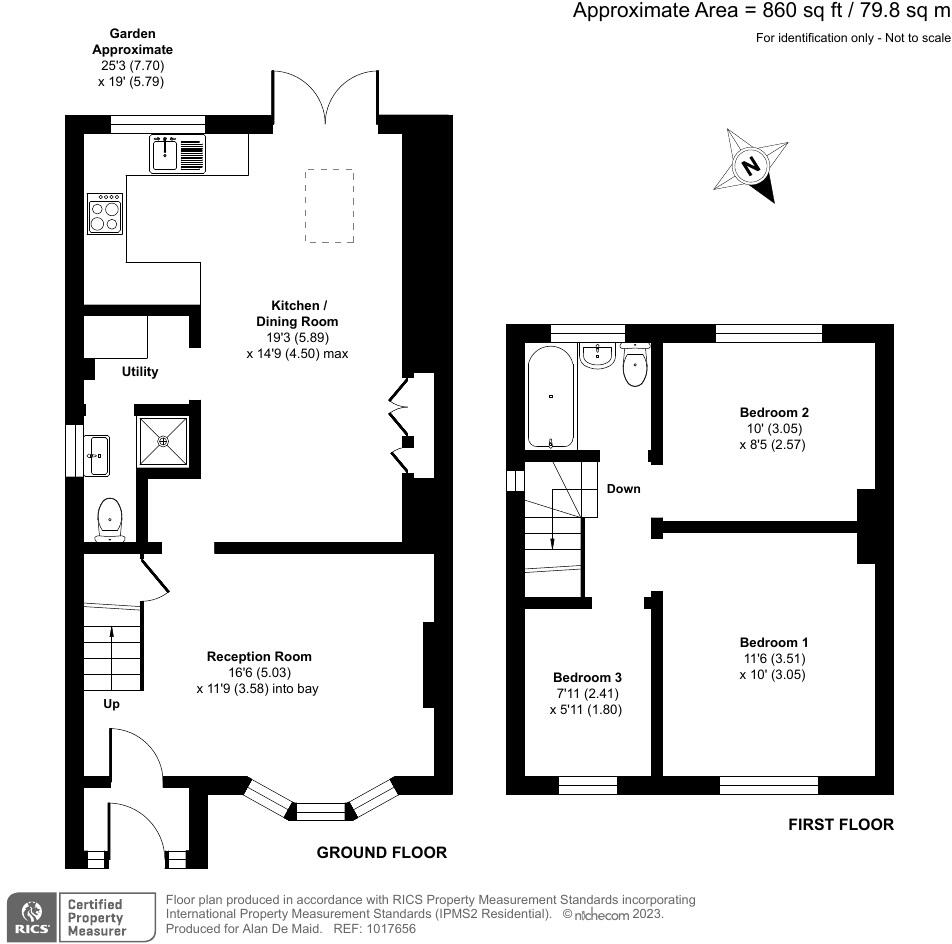 Approximate Area = 860 sq ft / 79.8 sq m
For identification only - Not to scale
Garden
Approximate
25'3 (7.70)
x 19' (5.79)
N
Kitchen /
Dining Room
19'3 (5.89)
x 14'9 (4.50) max
Utility
Bedroom 2
10' (3.05)
x 8'5 (2.57)
Down
Reception Room
16'6 (5.03)
x 11'9 (3.58) into bay
Up
Bedroom 1
11'6 (3.51)
x 10' (3.05)
Bedroom 3
7'11 (2.41)
x 5'11 (1.80)
FIRST FLOOR
GROUND FLOOR
RICS
Certified
Property
Measurer
Floor plan produced in accordance with RICS Property Measurement Standards incorporating
International Property Measurement Standards (IPMS2 Residential). © nichecom 2023.
Produced for Alan De Maid. REF: 1017656